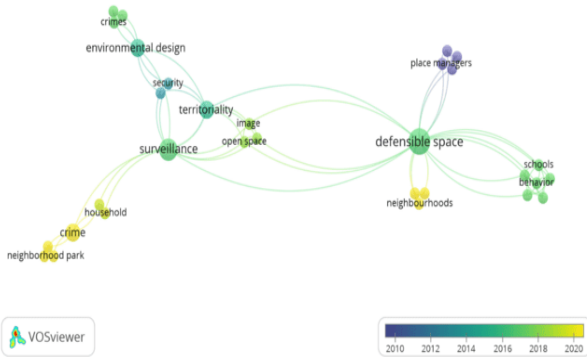 crimes
environmental design
security
territoriality
image
open space
surveillance
household
crime
neighborhood park
place managers
defensible space
schools
behavior
neighbourhoods
VOSviewer
2010 2012 2014 2016 2018 2020